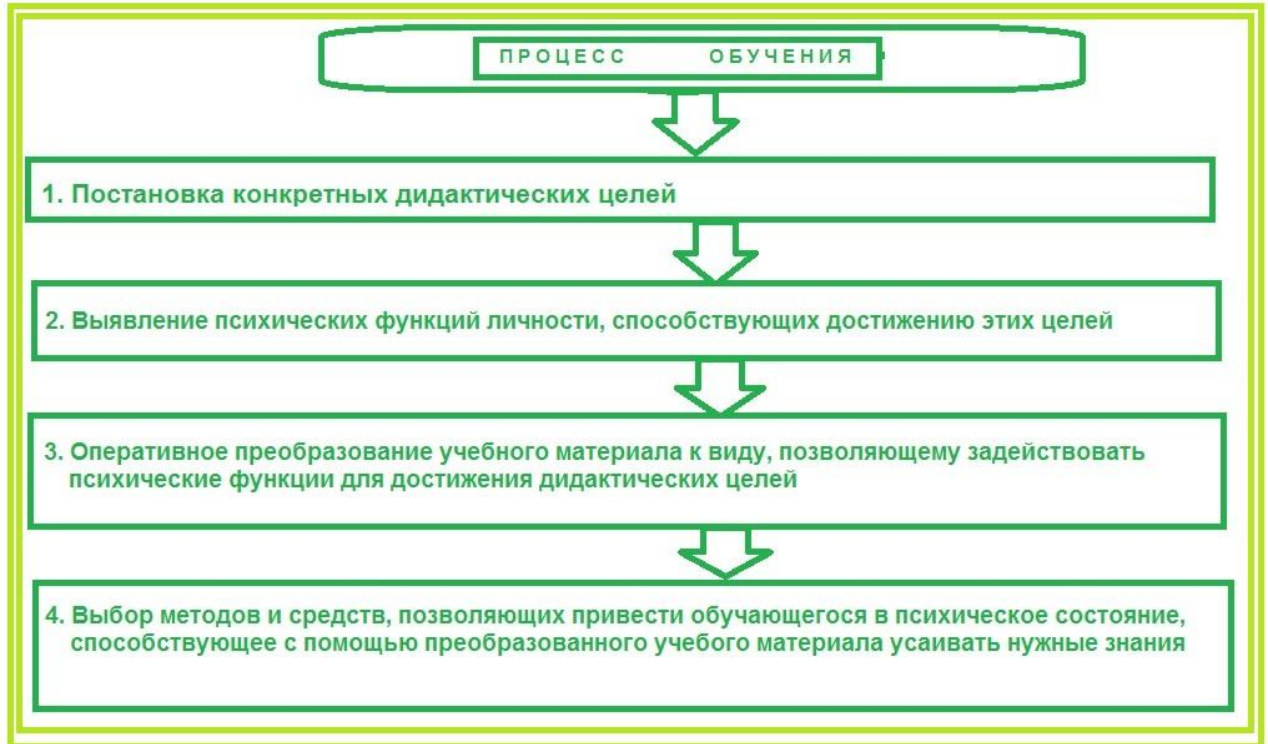 ПРОЦЕСС ОБУЧЕНИЯ
1. Постановка конкретных дидактических целей
2. Выявление психических функций личности, способствующих достижению этих целей
3. Оперативное преобразование учебного материала к виду, позволяющему задействовать
психические функции для достижения дидактических целей
4. Выбор методов и средств, позволяющих привести обучающегося в психическое состояние,
способствующее с помощью преобразованного учебого материала усаивать нужные знания